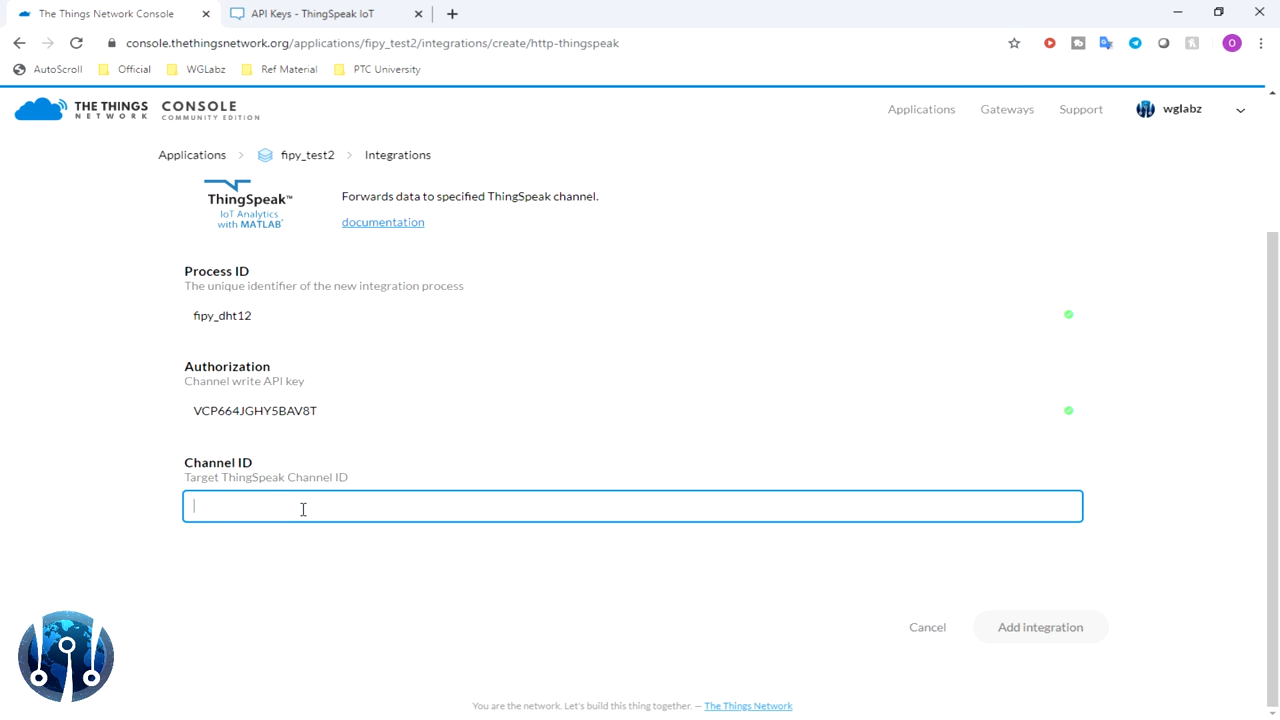 The Things Network Console
API Keys - ThingSpeak IoT
console.thethingsnetwork.org/applications/fipy_test2/integrations/create/http-thingspeak
O
AutoScroll
Official
WGLabz
Ref Material
PTC University
THE THINGS NETWORK
CONSOLE
COMMUNITY EDITION
Applications
Gateways
Support
wglabz
Applications > fipy_test2 > Integrations
ThingSpeak™
IoT Analytics
with MATLAB®
Forwards data to specified ThingSpeak channel.
documentation
Process ID
The unique identifier of the new integration process
fipy_dht12
Authorization
Channel write API key
VCP664JGHY5BAV8T
Channel ID
Target ThingSpeak Channel ID
Cancel
Add integration
You are the network. Let's build this thing together. — The Things Network